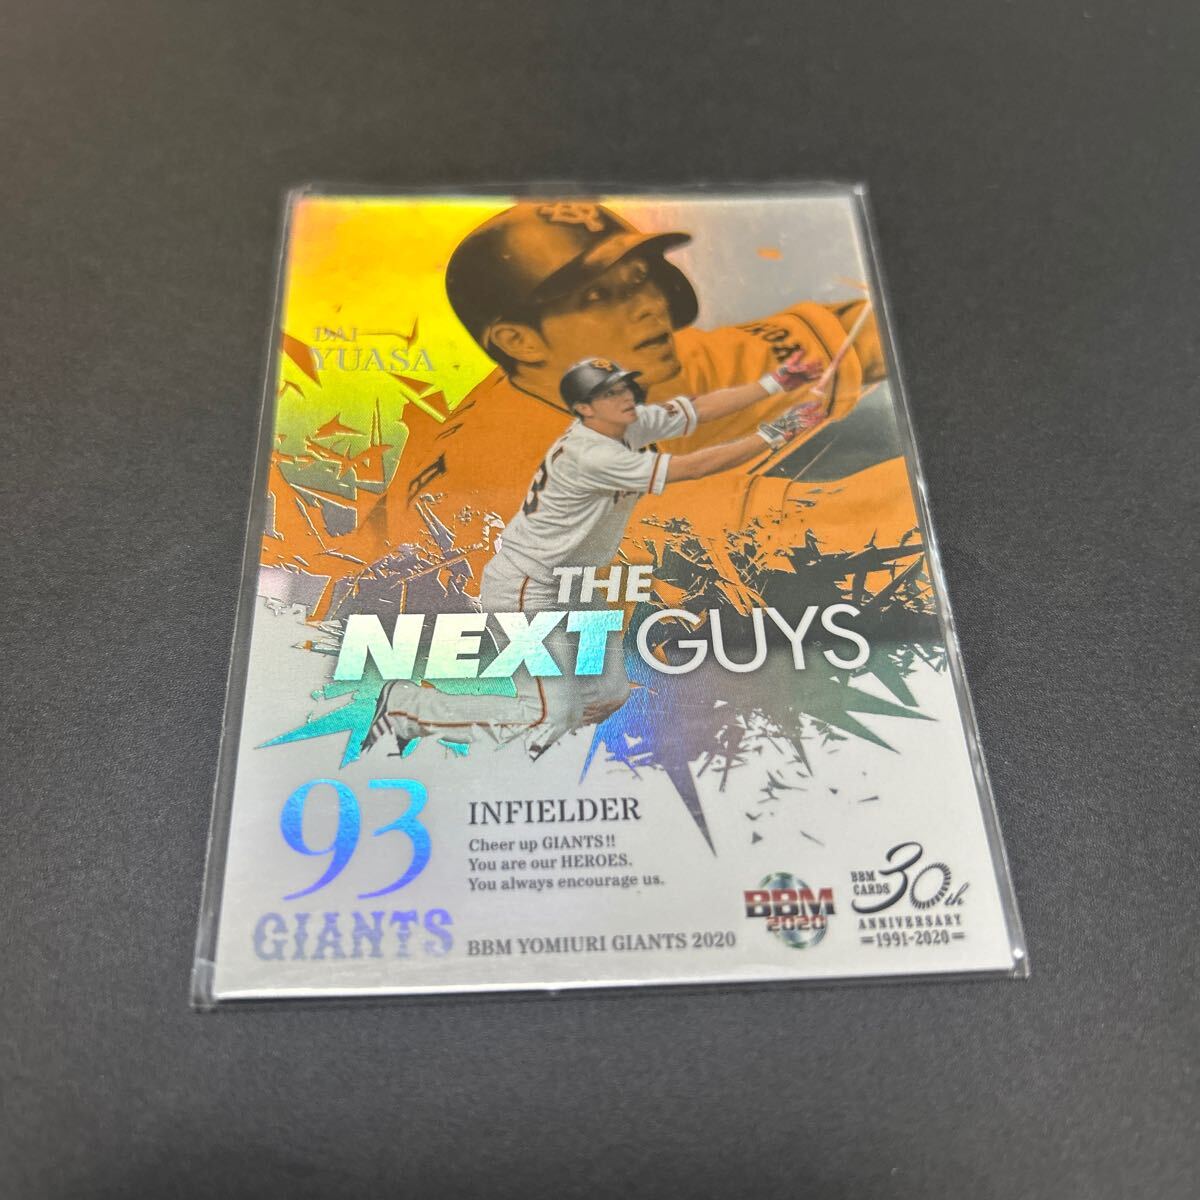 DAI
YUASA
THE
NEXT GUYS
93
GIANTS
INFIELDER
Cheer up GIANTS!!
You are our HEROES.
You always encourage us.
BBM YOMIURI GIANTS 2020
BBM
2020
BBM
CARDS
30th
ANNIVERSARY
=1991-2020=